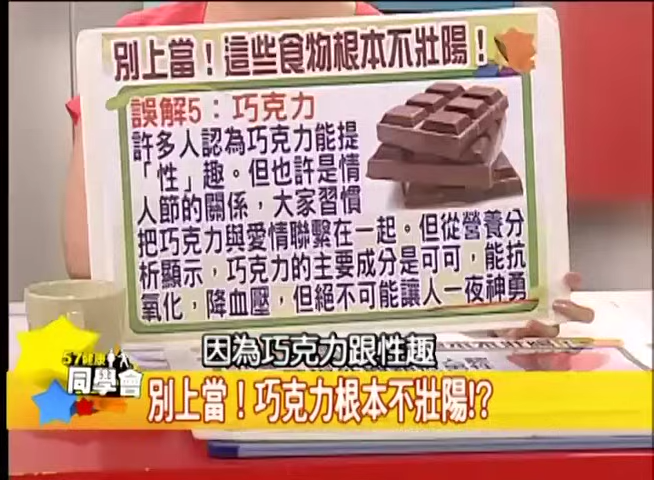 別上當！這些食物根本不壯陽！
誤解5：巧克力
許多人認為巧克力能提
「性」趣。但也許是情
人節的關係，大家習慣
把巧克力與愛情聯繫在一起。但從營養分
析顯示，巧克力的主要成分是可可，能抗
氧化，降血壓，但絕不可能讓人一夜神勇
因為巧克力跟性趣
57健康
同學會
別上當！巧克力根本不壯陽!?